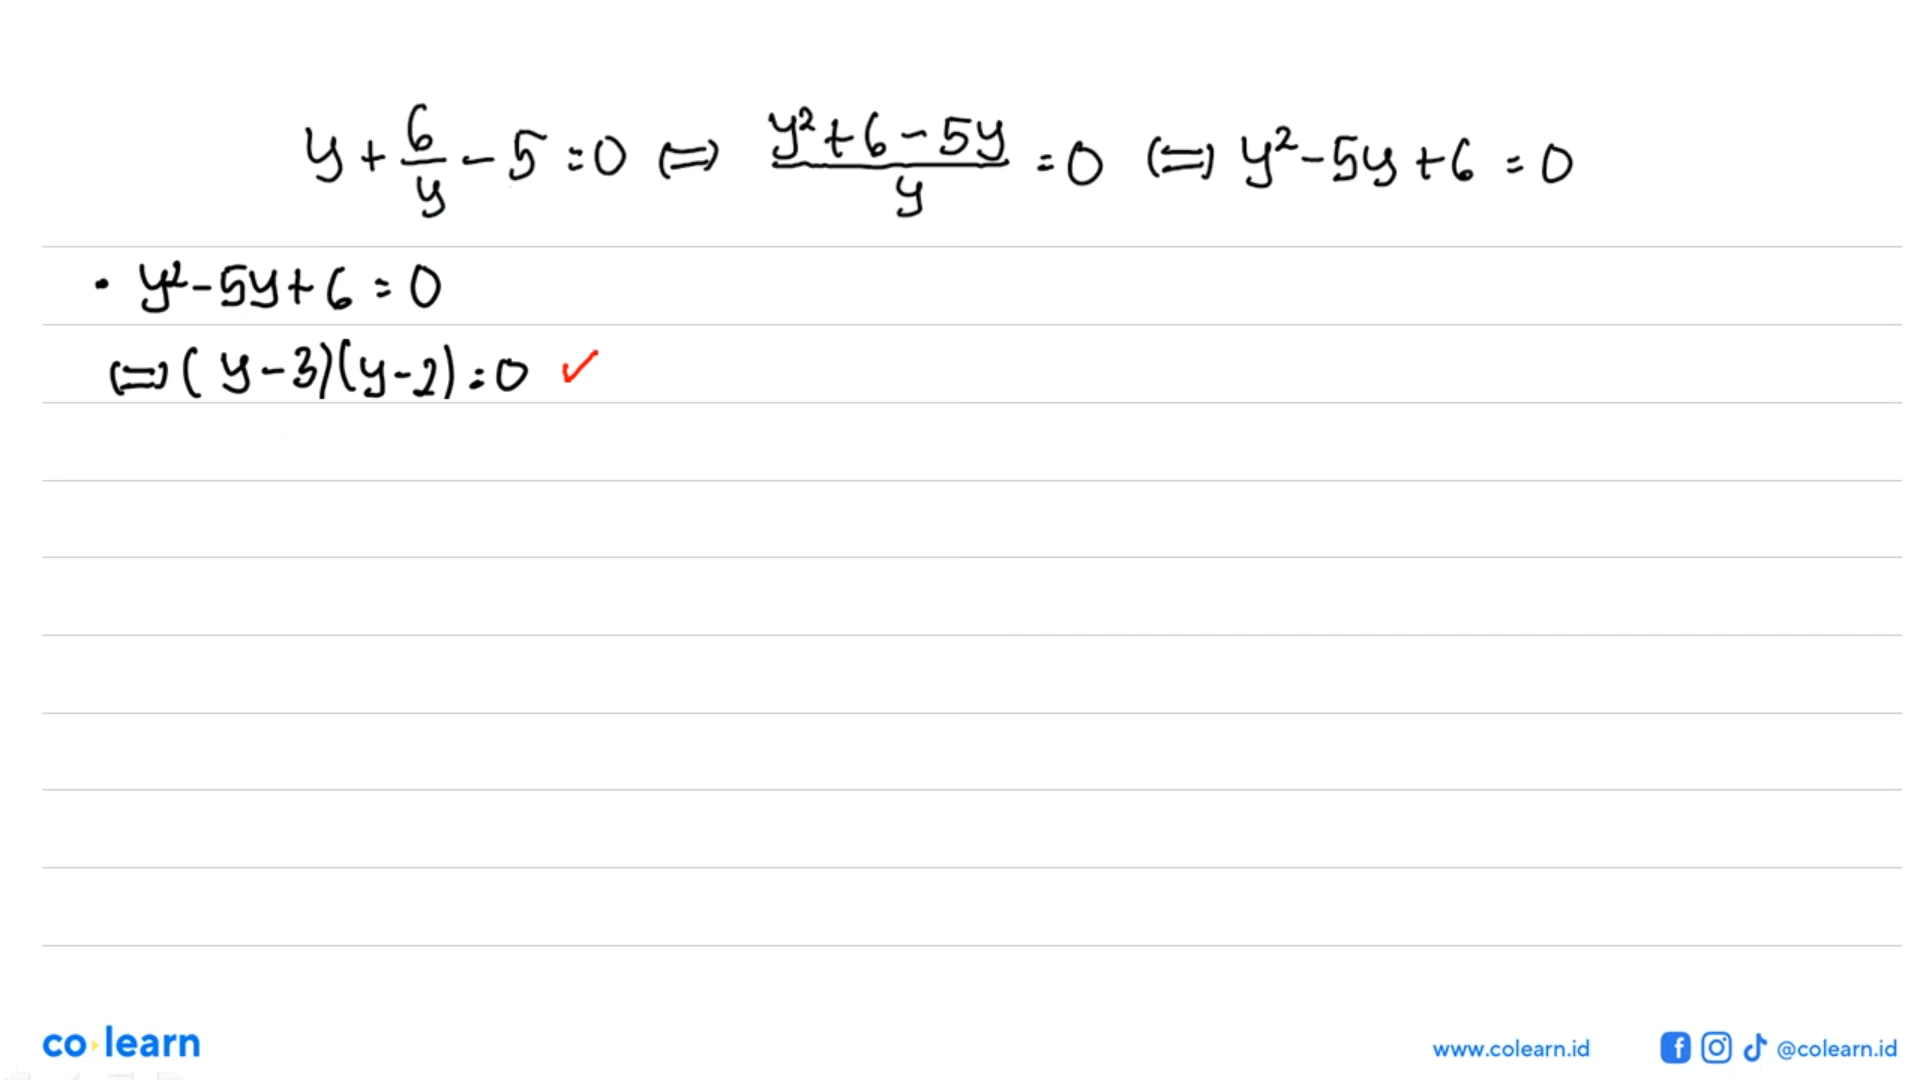 y + 6/y - 5 = 0 (=) y² + 6 - 5y / y = 0 (=) y² - 5y + 6 = 0
• y² - 5y + 6 = 0
(=) (y - 3)(y - 2) = 0 ✓
co learn
www.colearn.id @colearn.id